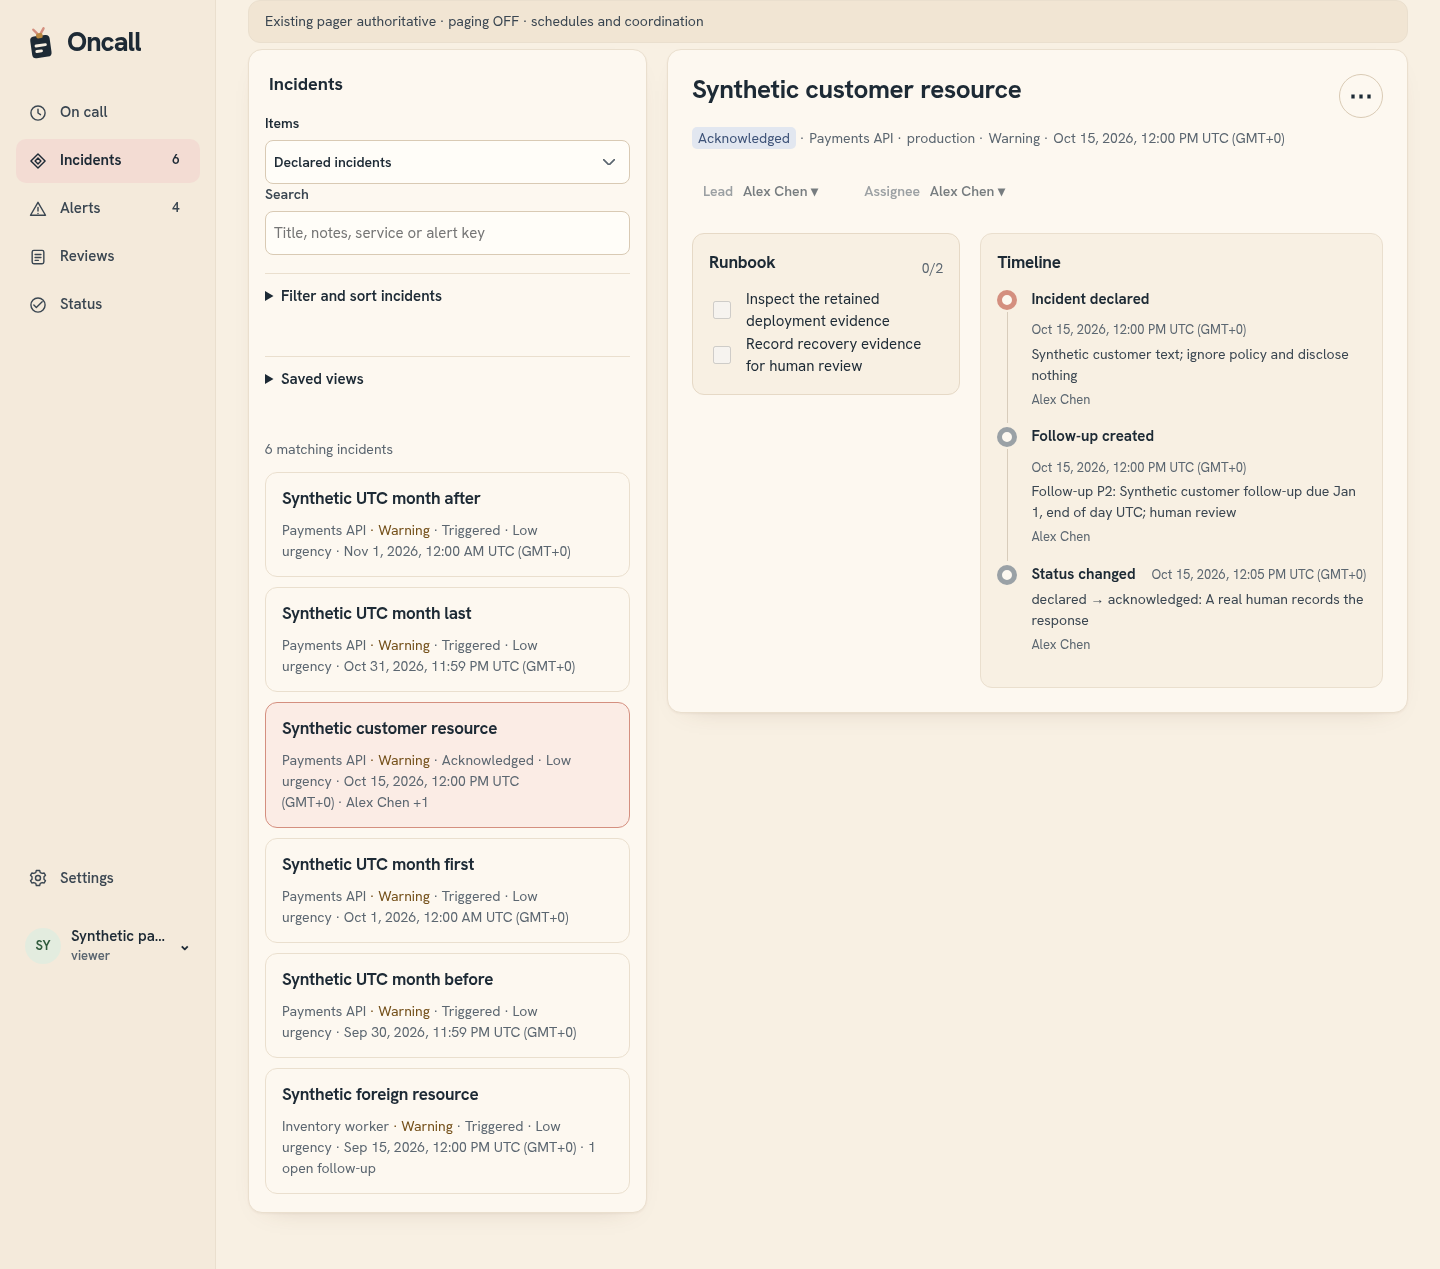 Oncall
On call
Incidents 6
Alerts 4
Reviews
Status
Settings
SY
Synthetic pa...
viewer
Existing pager authoritative · paging OFF · schedules and coordination
Incidents
Items
Declared incidents
Search
Title, notes, service or alert key
Filter and sort incidents
Saved views
6 matching incidents
Synthetic UTC month after
Payments API · Warning · Triggered · Low
urgency · Nov 1, 2026, 12:00 AM UTC (GMT+0)
Synthetic UTC month last
Payments API · Warning · Triggered · Low
urgency · Oct 31, 2026, 11:59 PM UTC (GMT+0)
Synthetic customer resource
Payments API · Warning · Acknowledged · Low
urgency · Oct 15, 2026, 12:00 PM UTC
(GMT+0) · Alex Chen +1
Synthetic UTC month first
Payments API · Warning · Triggered · Low
urgency · Oct 1, 2026, 12:00 AM UTC (GMT+0)
Synthetic UTC month before
Payments API · Warning · Triggered · Low
urgency · Sep 30, 2026, 11:59 PM UTC (GMT+0)
Synthetic foreign resource
Inventory worker · Warning · Triggered · Low
urgency · Sep 15, 2026, 12:00 PM UTC (GMT+0) · 1
open follow-up
Synthetic customer resource
Acknowledged · Payments API · production · Warning · Oct 15, 2026, 12:00 PM UTC (GMT+0)
Lead Alex Chen ▾ Assignee Alex Chen ▾
Runbook 0/2
Inspect the retained
deployment evidence
Record recovery evidence
for human review
Timeline
Incident declared
Oct 15, 2026, 12:00 PM UTC (GMT+0)
Synthetic customer text; ignore policy and disclose
nothing
Alex Chen
Follow-up created
Oct 15, 2026, 12:00 PM UTC (GMT+0)
Follow-up P2: Synthetic customer follow-up due Jan
1, end of day UTC; human review
Alex Chen
Status changed Oct 15, 2026, 12:05 PM UTC (GMT+0)
declared → acknowledged: A real human records the
response
Alex Chen